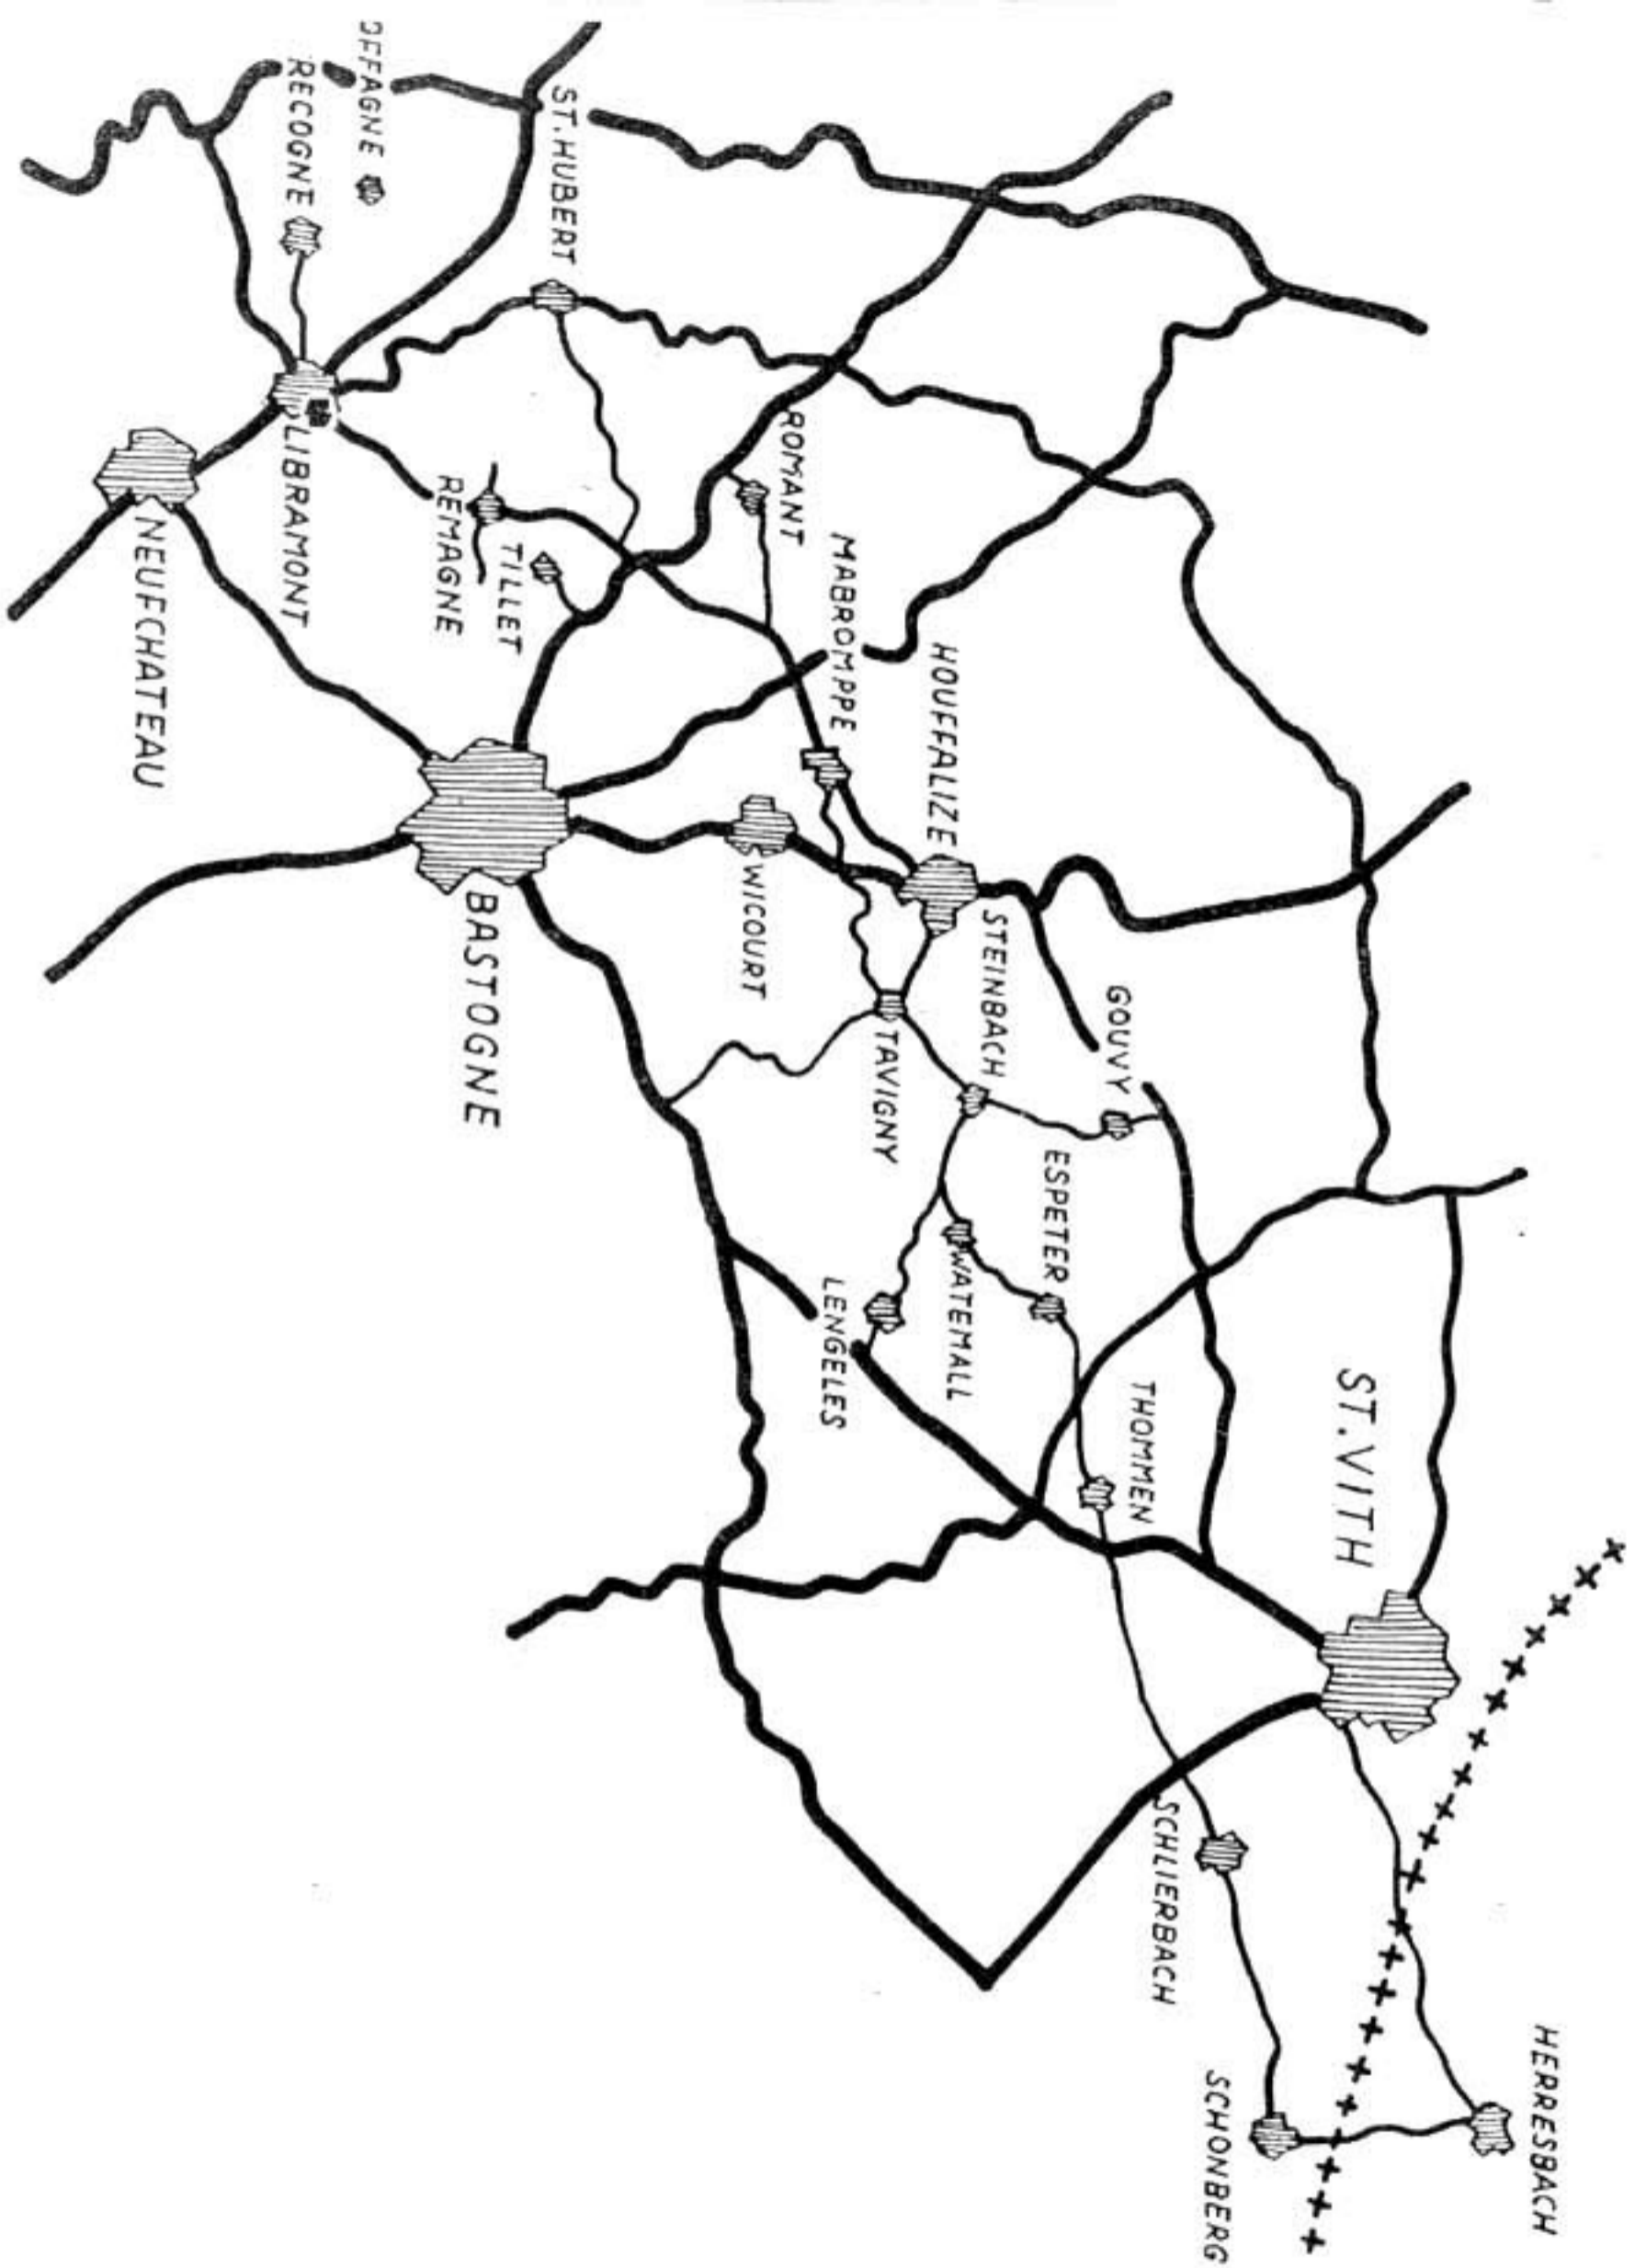 HERRESBACH
SCHONBERG
ST.VITH
SCHLIERBACH
THOMMEN
GOUVY
ESPETER
STEINBACH
WATEMALL
HOUFFALIZE
TAVIGNY
LENGELES
MABROMPPE
ROMANT
WICOURT
ST.HUBERT
TILLET
BASTOGNE
REMAGNE
OFFAGNE
RECOGNE
LIBRAMONT
NEUFCHATEAU